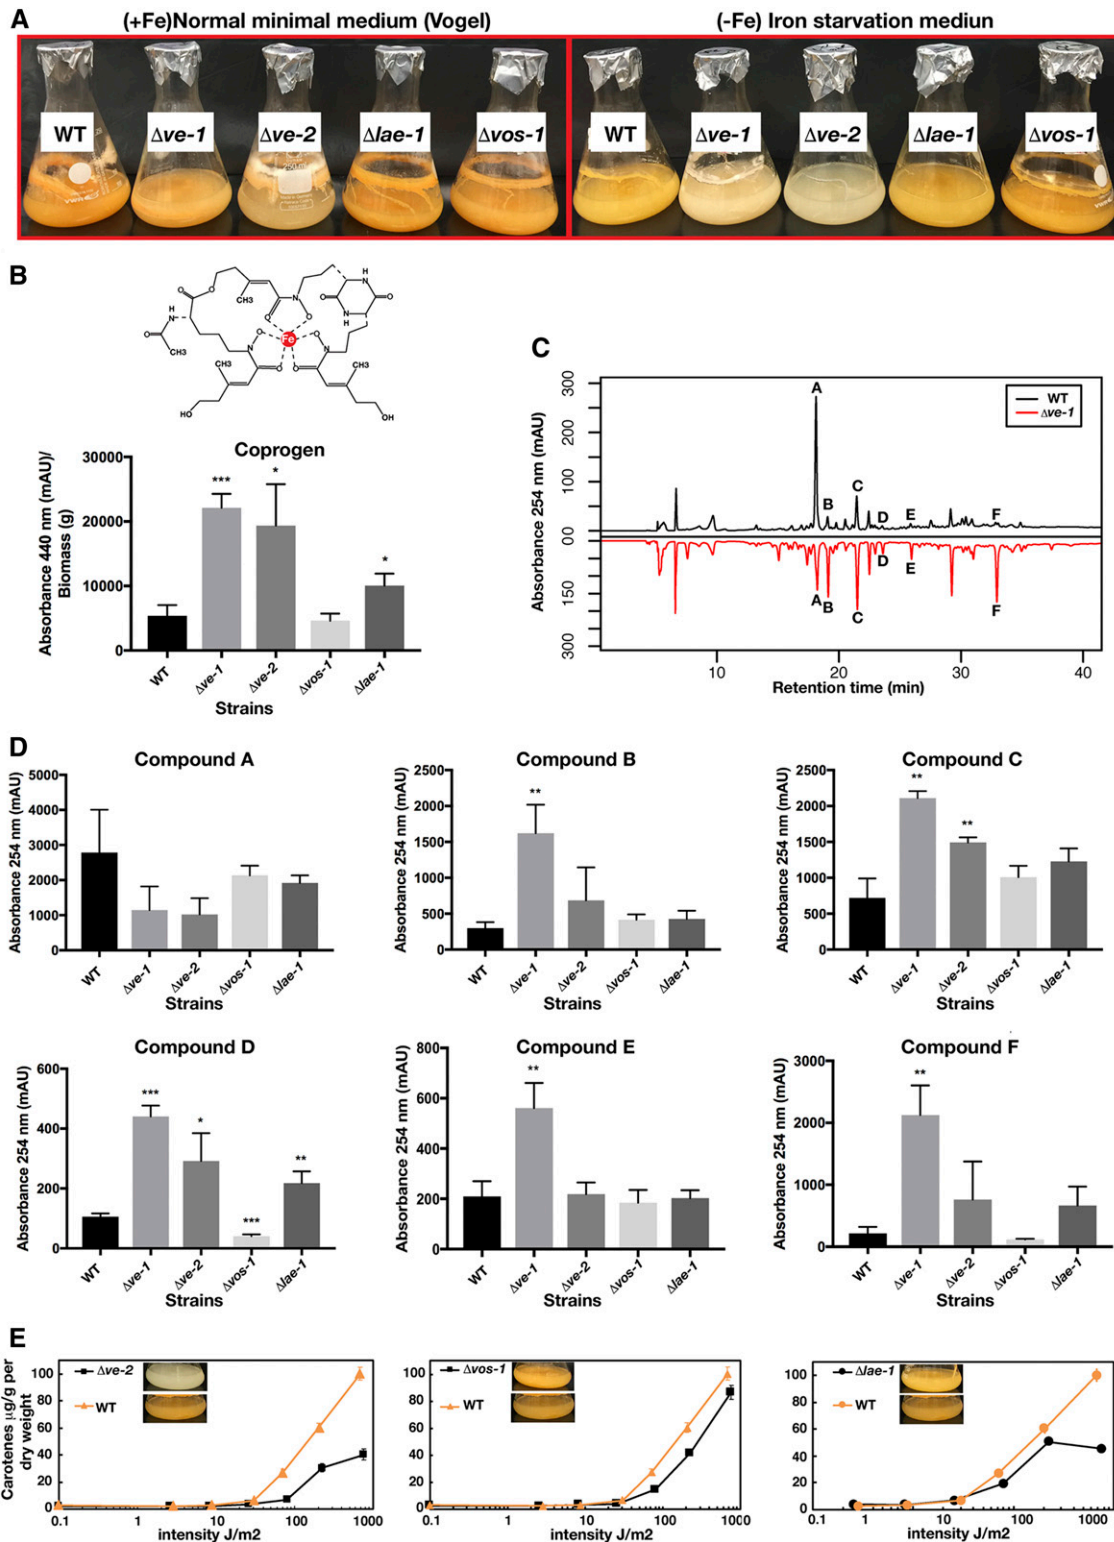 A
(+Fe)Normal minimal medium (Vogel)
(-Fe) Iron starvation mediun
WT
Δve-1
Δve-2
Δlae-1
Δvos-1
WT
Δve-1
Δve-2
Δlae-1
Δvos-1
B
CH3
O
O
N
O
O
H
N
O
O
N
H
H
N
O
CH3
O
N
O
Fe
O
N
O
CH3
CH3
HO
OH
Coprogen
Absorbance 440 nm (mAU)/
Biomass (g)
30000
20000
10000
0
***
*
*
WT
Δve-1
Δve-2
Δvos-1
Δlae-1
Strains
C
Absorbance 254 nm (mAU)
300
200
100
00
150
300
A
B
C
D
E
F
A
B
C
D
E
F
WT
Δve-1
10
20
30
40
Retention time (min)
D
Compound A
Absorbance 254 nm (mAU)
5000
4000
3000
2000
1000
0
WT
Δve-1
Δve-2
Δvos-1
Δlae-1
Strains
Compound B
Absorbance 254 nm (mAU)
2500
2000
1500
1000
500
0
**
WT
Δve-1
Δve-2
Δvos-1
Δlae-1
Strains
Compound C
Absorbance 254 nm (mAU)
2500
2000
1500
1000
500
0
**
**
WT
Δve-1
Δve-2
Δvos-1
Δlae-1
Strains
Compound D
Absorbance 254 nm (mAU)
600
400
200
0
***
*
***
**
WT
Δve-1
Δve-2
Δvos-1
Δlae-1
Strains
Compound E
Absorbance 254 nm (mAU)
800
600
400
200
0
**
WT
Δve-1
Δve-2
Δvos-1
Δlae-1
Strains
Compound F
Absorbance 254 nm (mAU)
3000
2000
1000
0
**
WT
Δve-1
Δve-2
Δvos-1
Δlae-1
Strains
E
Carotenes μg/g per
dry weight
100
80
60
40
20
0
Δve-2
WT
0.1
1
10
100
1000
intensity J/m2
100
80
60
40
20
0
Δvos-1
WT
0.1
1
10
100
1000
intensity J/m2
100
80
60
40
20
0
Δlae-1
WT
0.1
1
10
100
1000
intensity J/m2